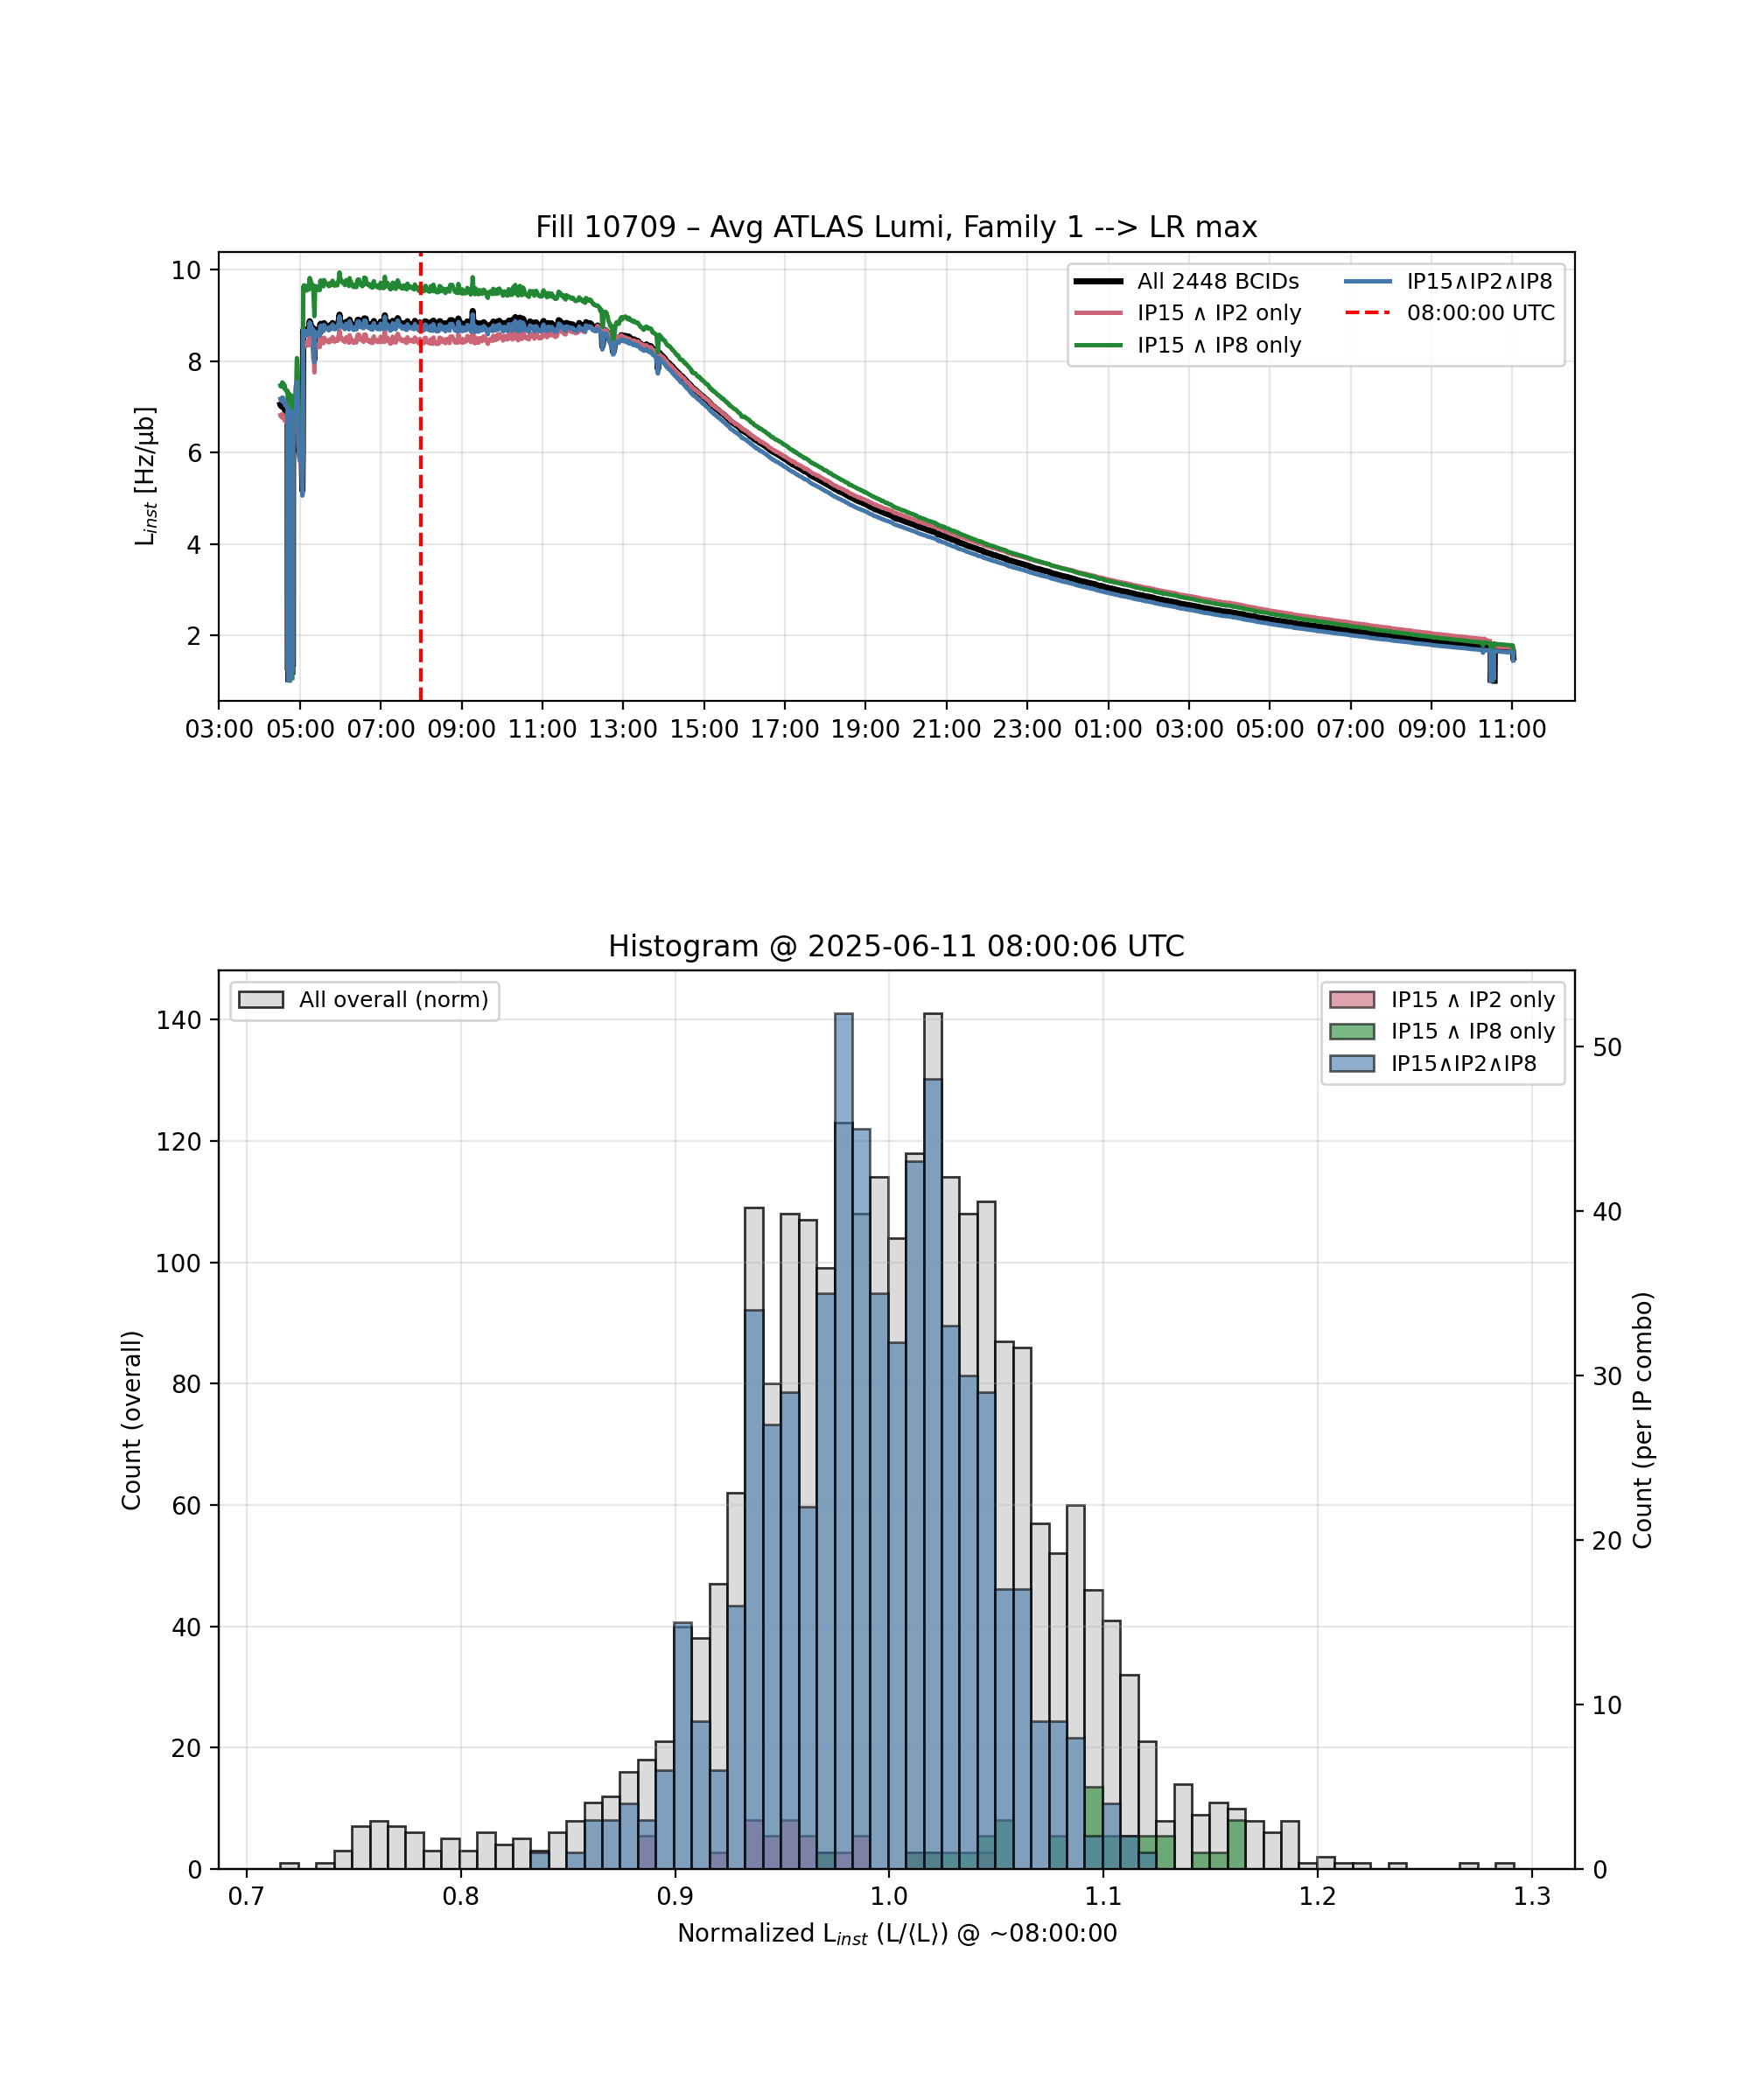 Fill 10709 – Avg ATLAS Lumi, Family 1 --> LR max
L_inst [Hz/μb]
10
8
6
4
2
All 2448 BCIDs
IP15 ∧ IP2 only
IP15 ∧ IP8 only
IP15∧IP2∧IP8
08:00:00 UTC
03:00 05:00 07:00 09:00 11:00 13:00 15:00 17:00 19:00 21:00 23:00 01:00 03:00 05:00 07:00 09:00 11:00
Histogram @ 2025-06-11 08:00:06 UTC
Count (overall)
140
120
100
80
60
40
20
0
All overall (norm)
IP15 ∧ IP2 only
IP15 ∧ IP8 only
IP15∧IP2∧IP8
50
40
30
20
10
0
Count (per IP combo)
0.7 0.8 0.9 1.0 1.1 1.2 1.3
Normalized L_inst (L/⟨L⟩) @ ~08:00:00